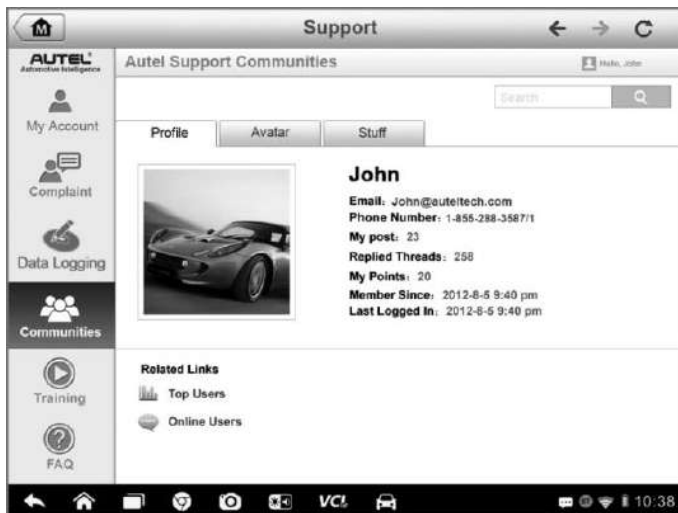 M
Support
AUTEL
Automotive Intelligence
Autel Support Communities
Hello, John
Search
My Account
Profile
Avatar
Stuff
John
Email: John@auteltech.com
Phone Number: 1-855-288-3587/1
My post: 23
Replied Threads: 258
My Points: 20
Member Since: 2012-8-5 9:40 pm
Last Logged In: 2012-8-5 9:40 pm
Complaint
Data Logging
Communities
Related Links
Top Users
Online Users
Training
FAQ
VCI
10:38